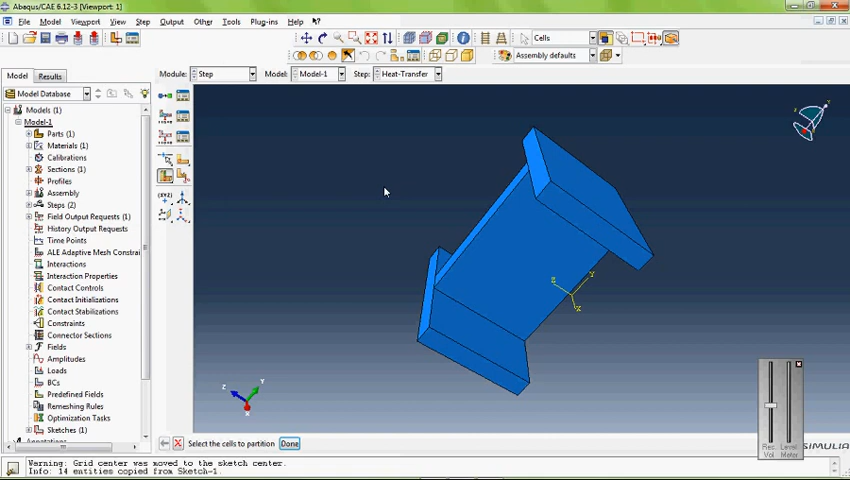 Abaqus/CAE 6.12-3 [Viewport: 1]
File Model Viewport View Step Output Other Tools Plug-ins Help
Cells
Assembly defaults
Model Results Module: Step Model: Model-1 Step: Heat-Transfer
Model Database
Models (1)
Model-1
Parts (1)
Materials (1)
Calibrations
Sections (1)
Profiles
Assembly
Steps (2)
Field Output Requests (1)
History Output Requests
Time Points
ALE Adaptive Mesh Constrai
Interactions
Interaction Properties
Contact Controls
Contact Initializations
Contact Stabilizations
Constraints
Connector Sections
Fields
Amplitudes
Loads
BCs
Predefined Fields
Remeshing Rules
Optimization Tasks
Sketches (1)
Annotations
Z Y X
Z Y X
Rec. Vol Level Meter
SIMULIA
Select the cells to partition Done
Warning: Grid center was moved to the sketch center.
Info: 14 entities copied from Sketch-1.